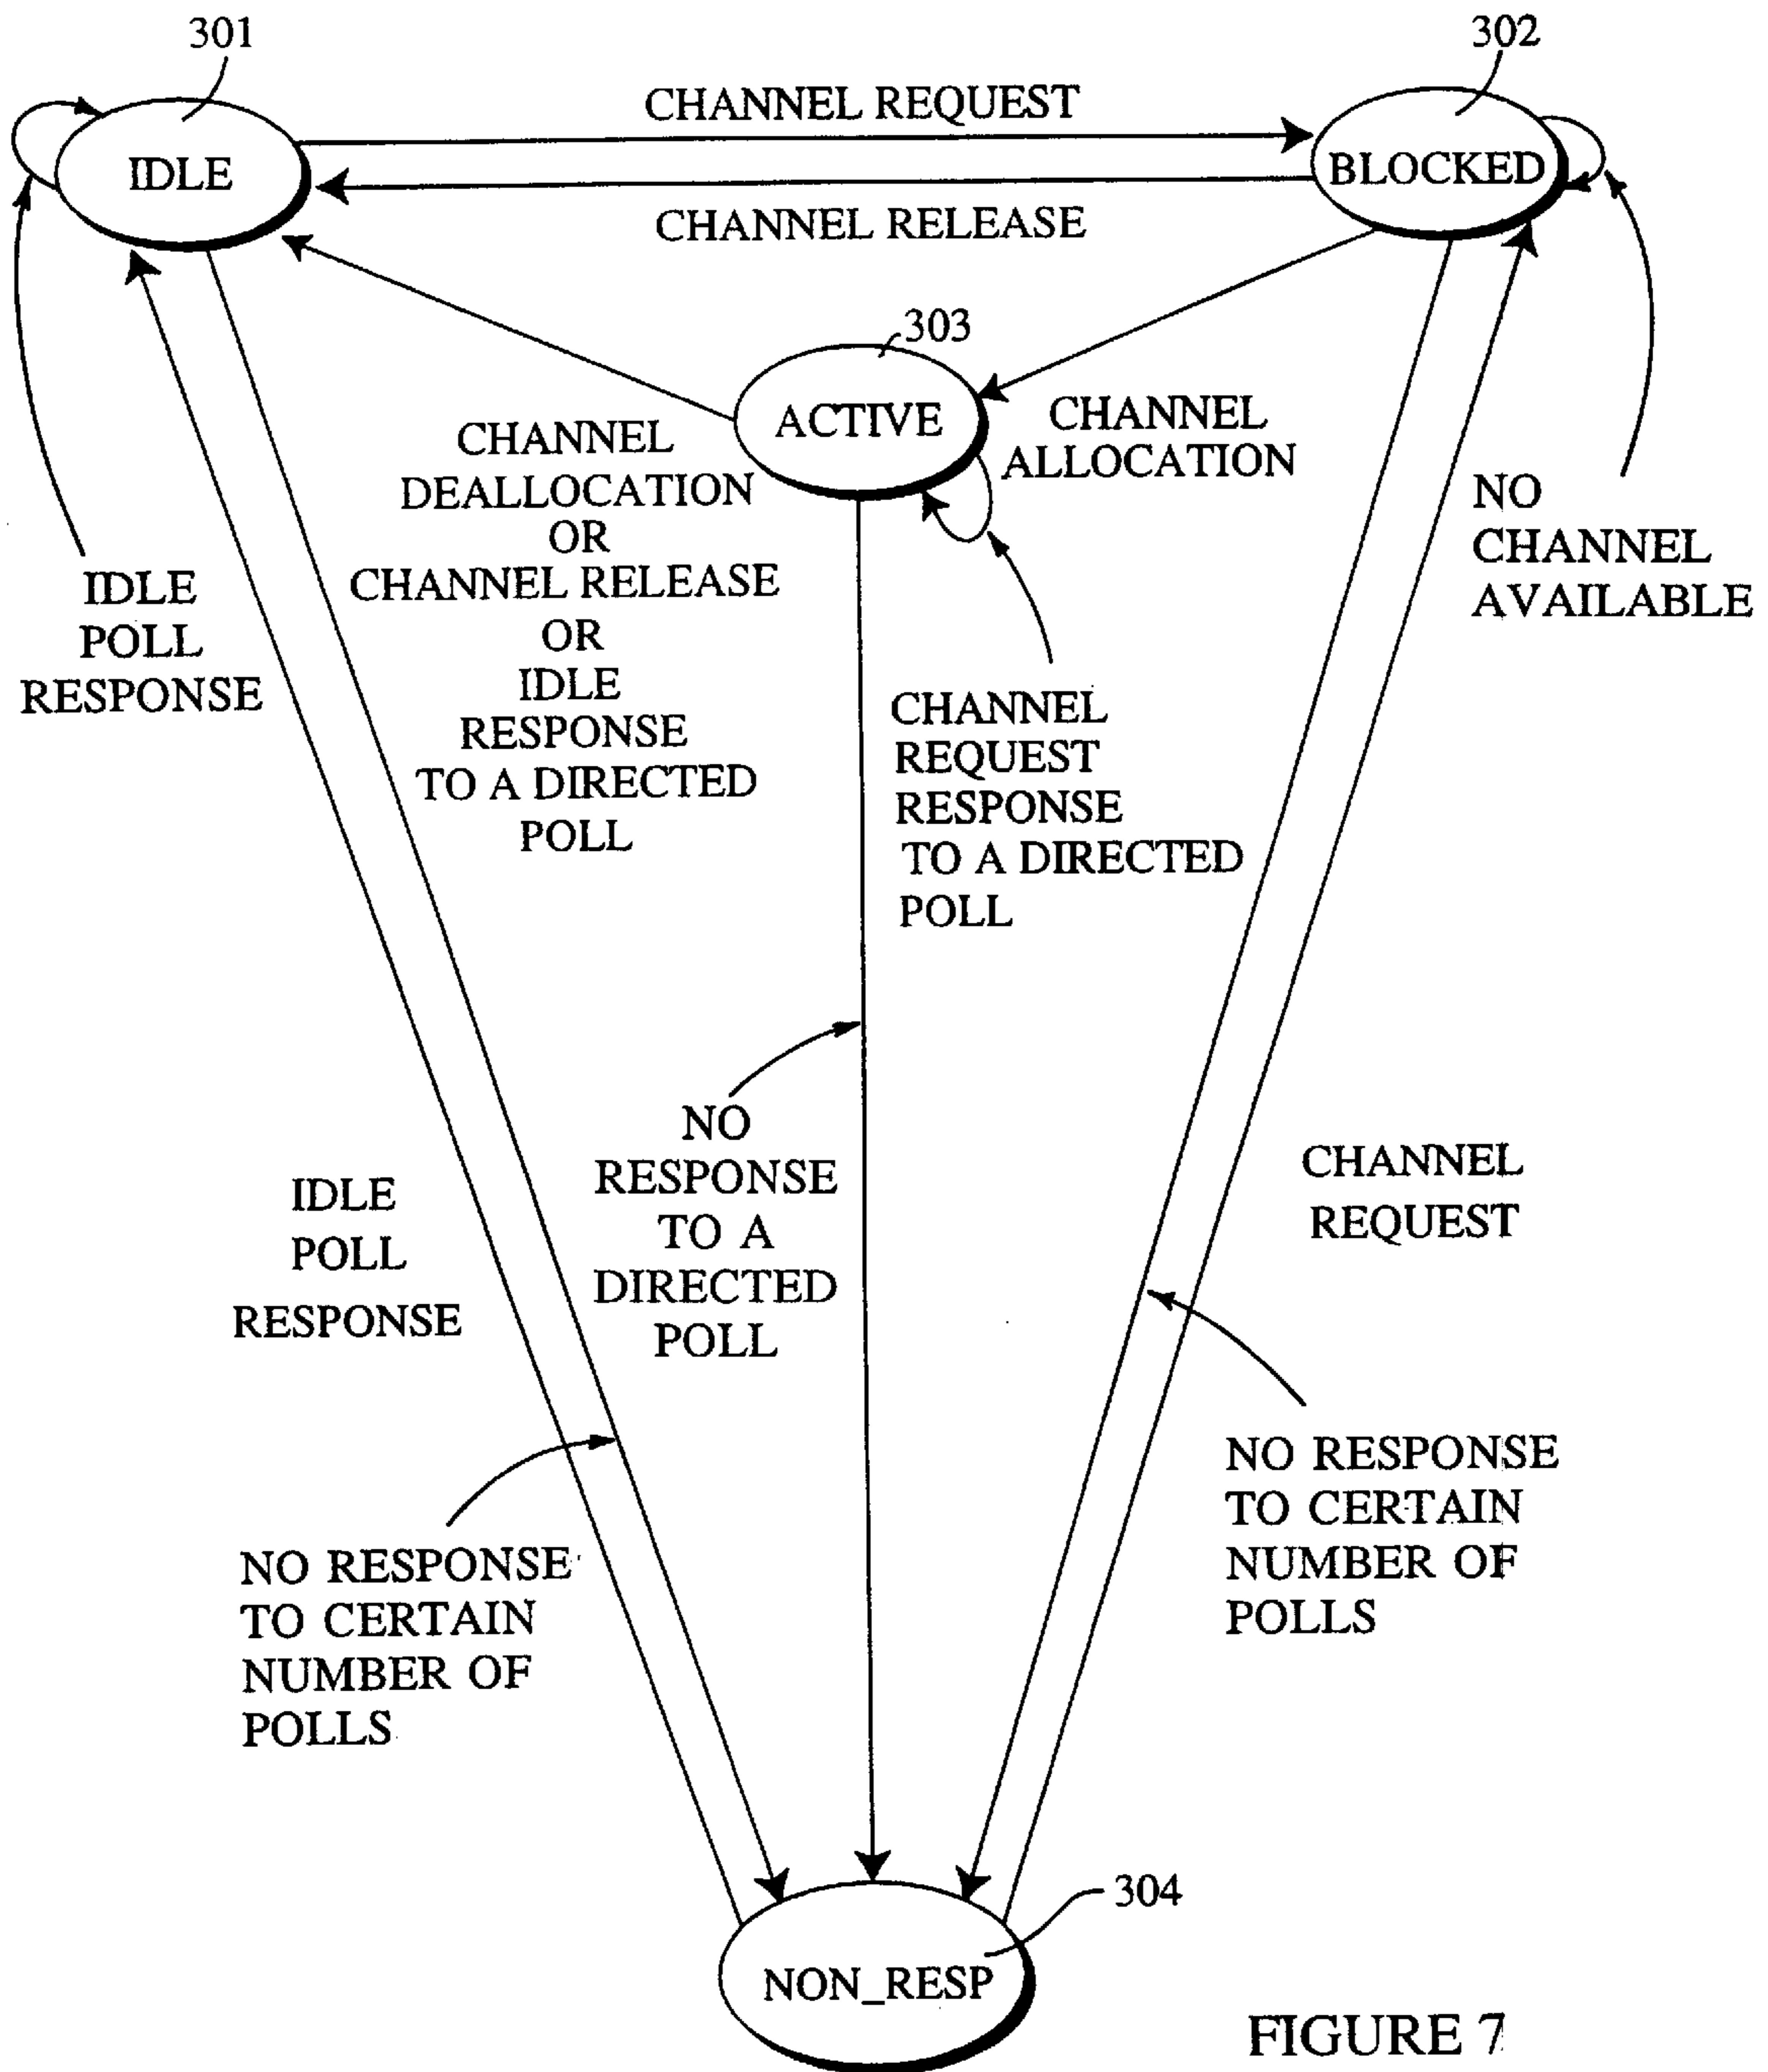 301
302
CHANNEL REQUEST
IDLE
BLOCKED
CHANNEL RELEASE
303
ACTIVE
CHANNEL
ALLOCATION
CHANNEL
DEALLOCATION
OR
CHANNEL RELEASE
OR
IDLE
RESPONSE
TO A DIRECTED
POLL
NO
CHANNEL
AVAILABLE
IDLE
POLL
RESPONSE
CHANNEL
REQUEST
RESPONSE
TO A DIRECTED
POLL
NO
RESPONSE
TO A
DIRECTED
POLL
CHANNEL
REQUEST
IDLE
POLL
RESPONSE
NO RESPONSE
TO CERTAIN
NUMBER OF
POLLS
NO RESPONSE
TO CERTAIN
NUMBER OF
POLLS
304
NON_RESP
FIGURE 7